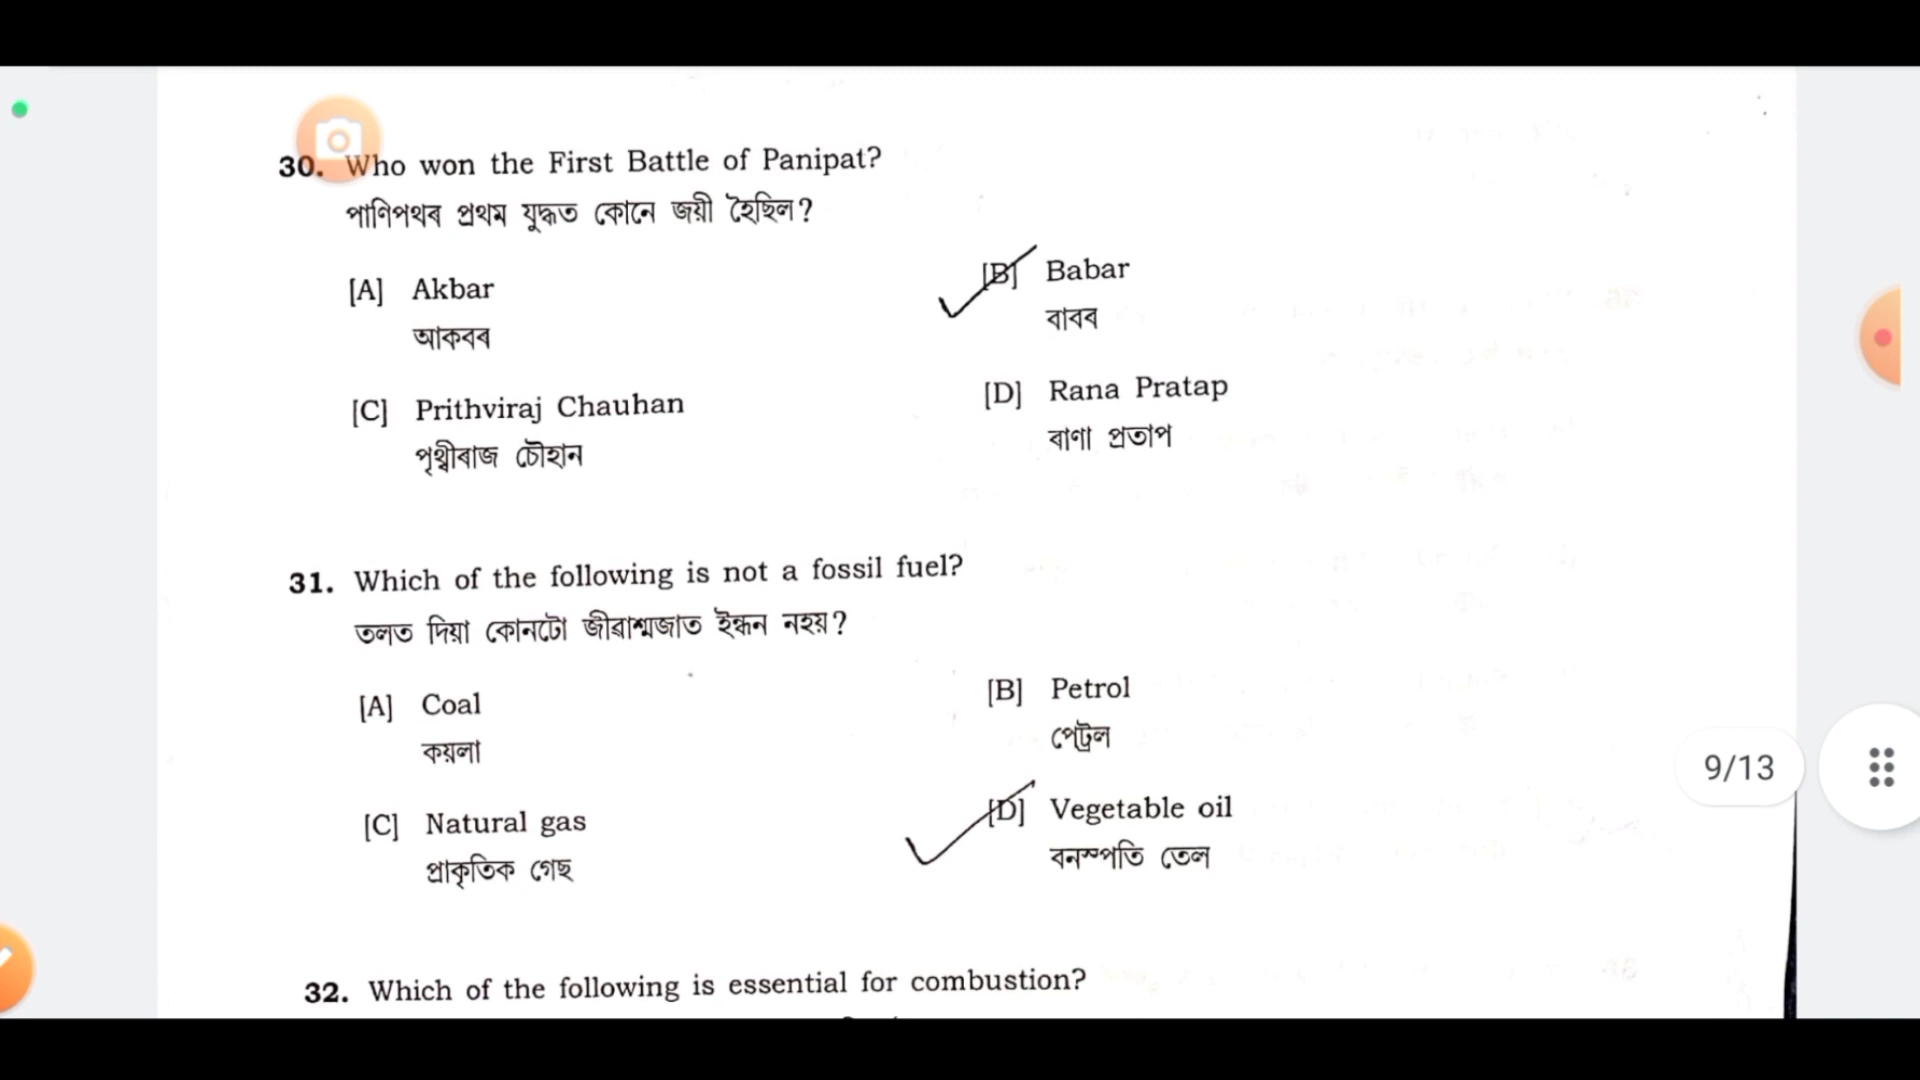 30. Who won the First Battle of Panipat?
পাণিপথৰ প্ৰথম যুদ্ধত কোনে জয়ী হৈছিল?
[A] Akbar
আকবৰ
[B] Babar
বাবৰ
[C] Prithviraj Chauhan
পৃথ্বীৰাজ চৌহান
[D] Rana Pratap
ৰাণা প্ৰতাপ
31. Which of the following is not a fossil fuel?
তলত দিয়া কোনটো জীৱাশ্মজাত ইন্ধন নহয়?
[A] Coal
কয়লা
[B] Petrol
পেট্ৰল
[C] Natural gas
প্ৰাকৃতিক গেছ
[D] Vegetable oil
বনস্পতি তেল
9/13
32. Which of the following is essential for combustion?